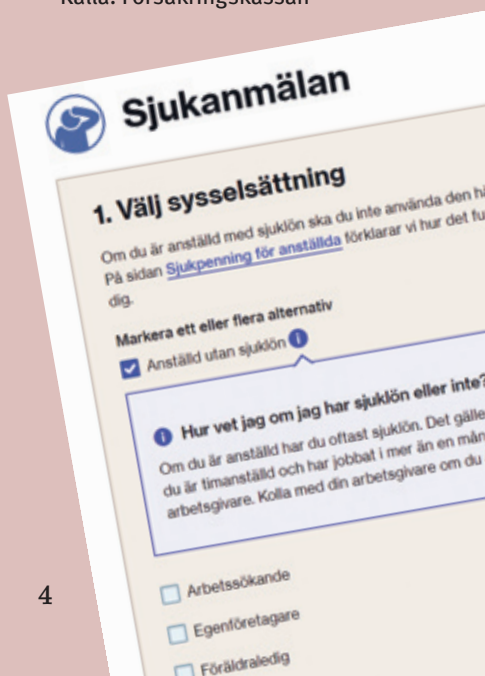 Källa: Försäkringskassan
Sjukanmälan
1. Välj sysselsättning
Om du är anställd med sjuklön ska du inte använda den hä
På sidan Sjukpenning för anställda förklarar vi hur det fu
dig.
Markera ett eller flera alternativ
Anställd utan sjuklön
Hur vet jag om jag har sjuklön eller inte?
Om du är anställd har du oftast sjuklön. Det gäller
du är timanställd och har jobbat i mer än en mån
arbetsgivare. Kolla med din arbetsgivare om du
Arbetssökande
Egenföretagare
Föräldraledig
4